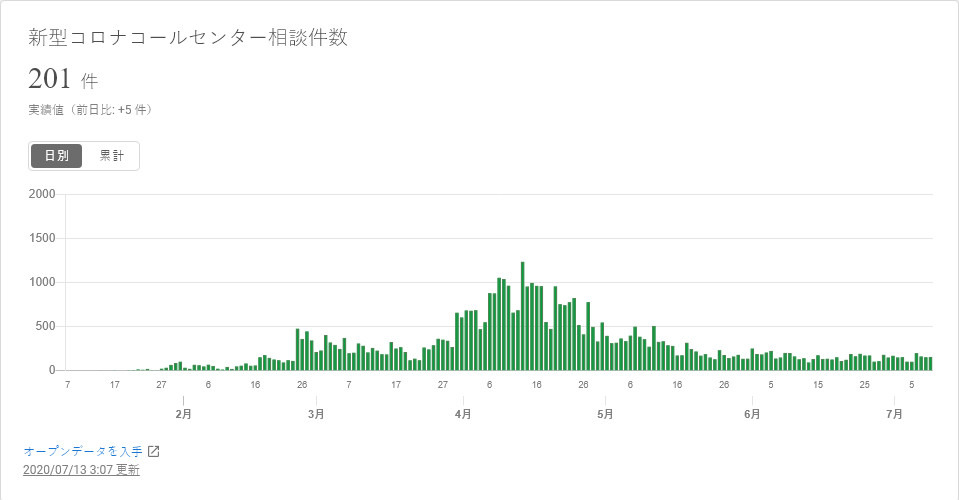 新型コロナコールセンター相談件数
201 件
実績値（前日比: +5 件）
日別 累計
2000
1500
1000
500
0
7 17 27 6 16 26 7 17 27 6 16 26 6 16 26 5 15 25 5
2月 3月 4月 5月 6月 7月
オープンデータを入手
2020/07/13 3:07 更新